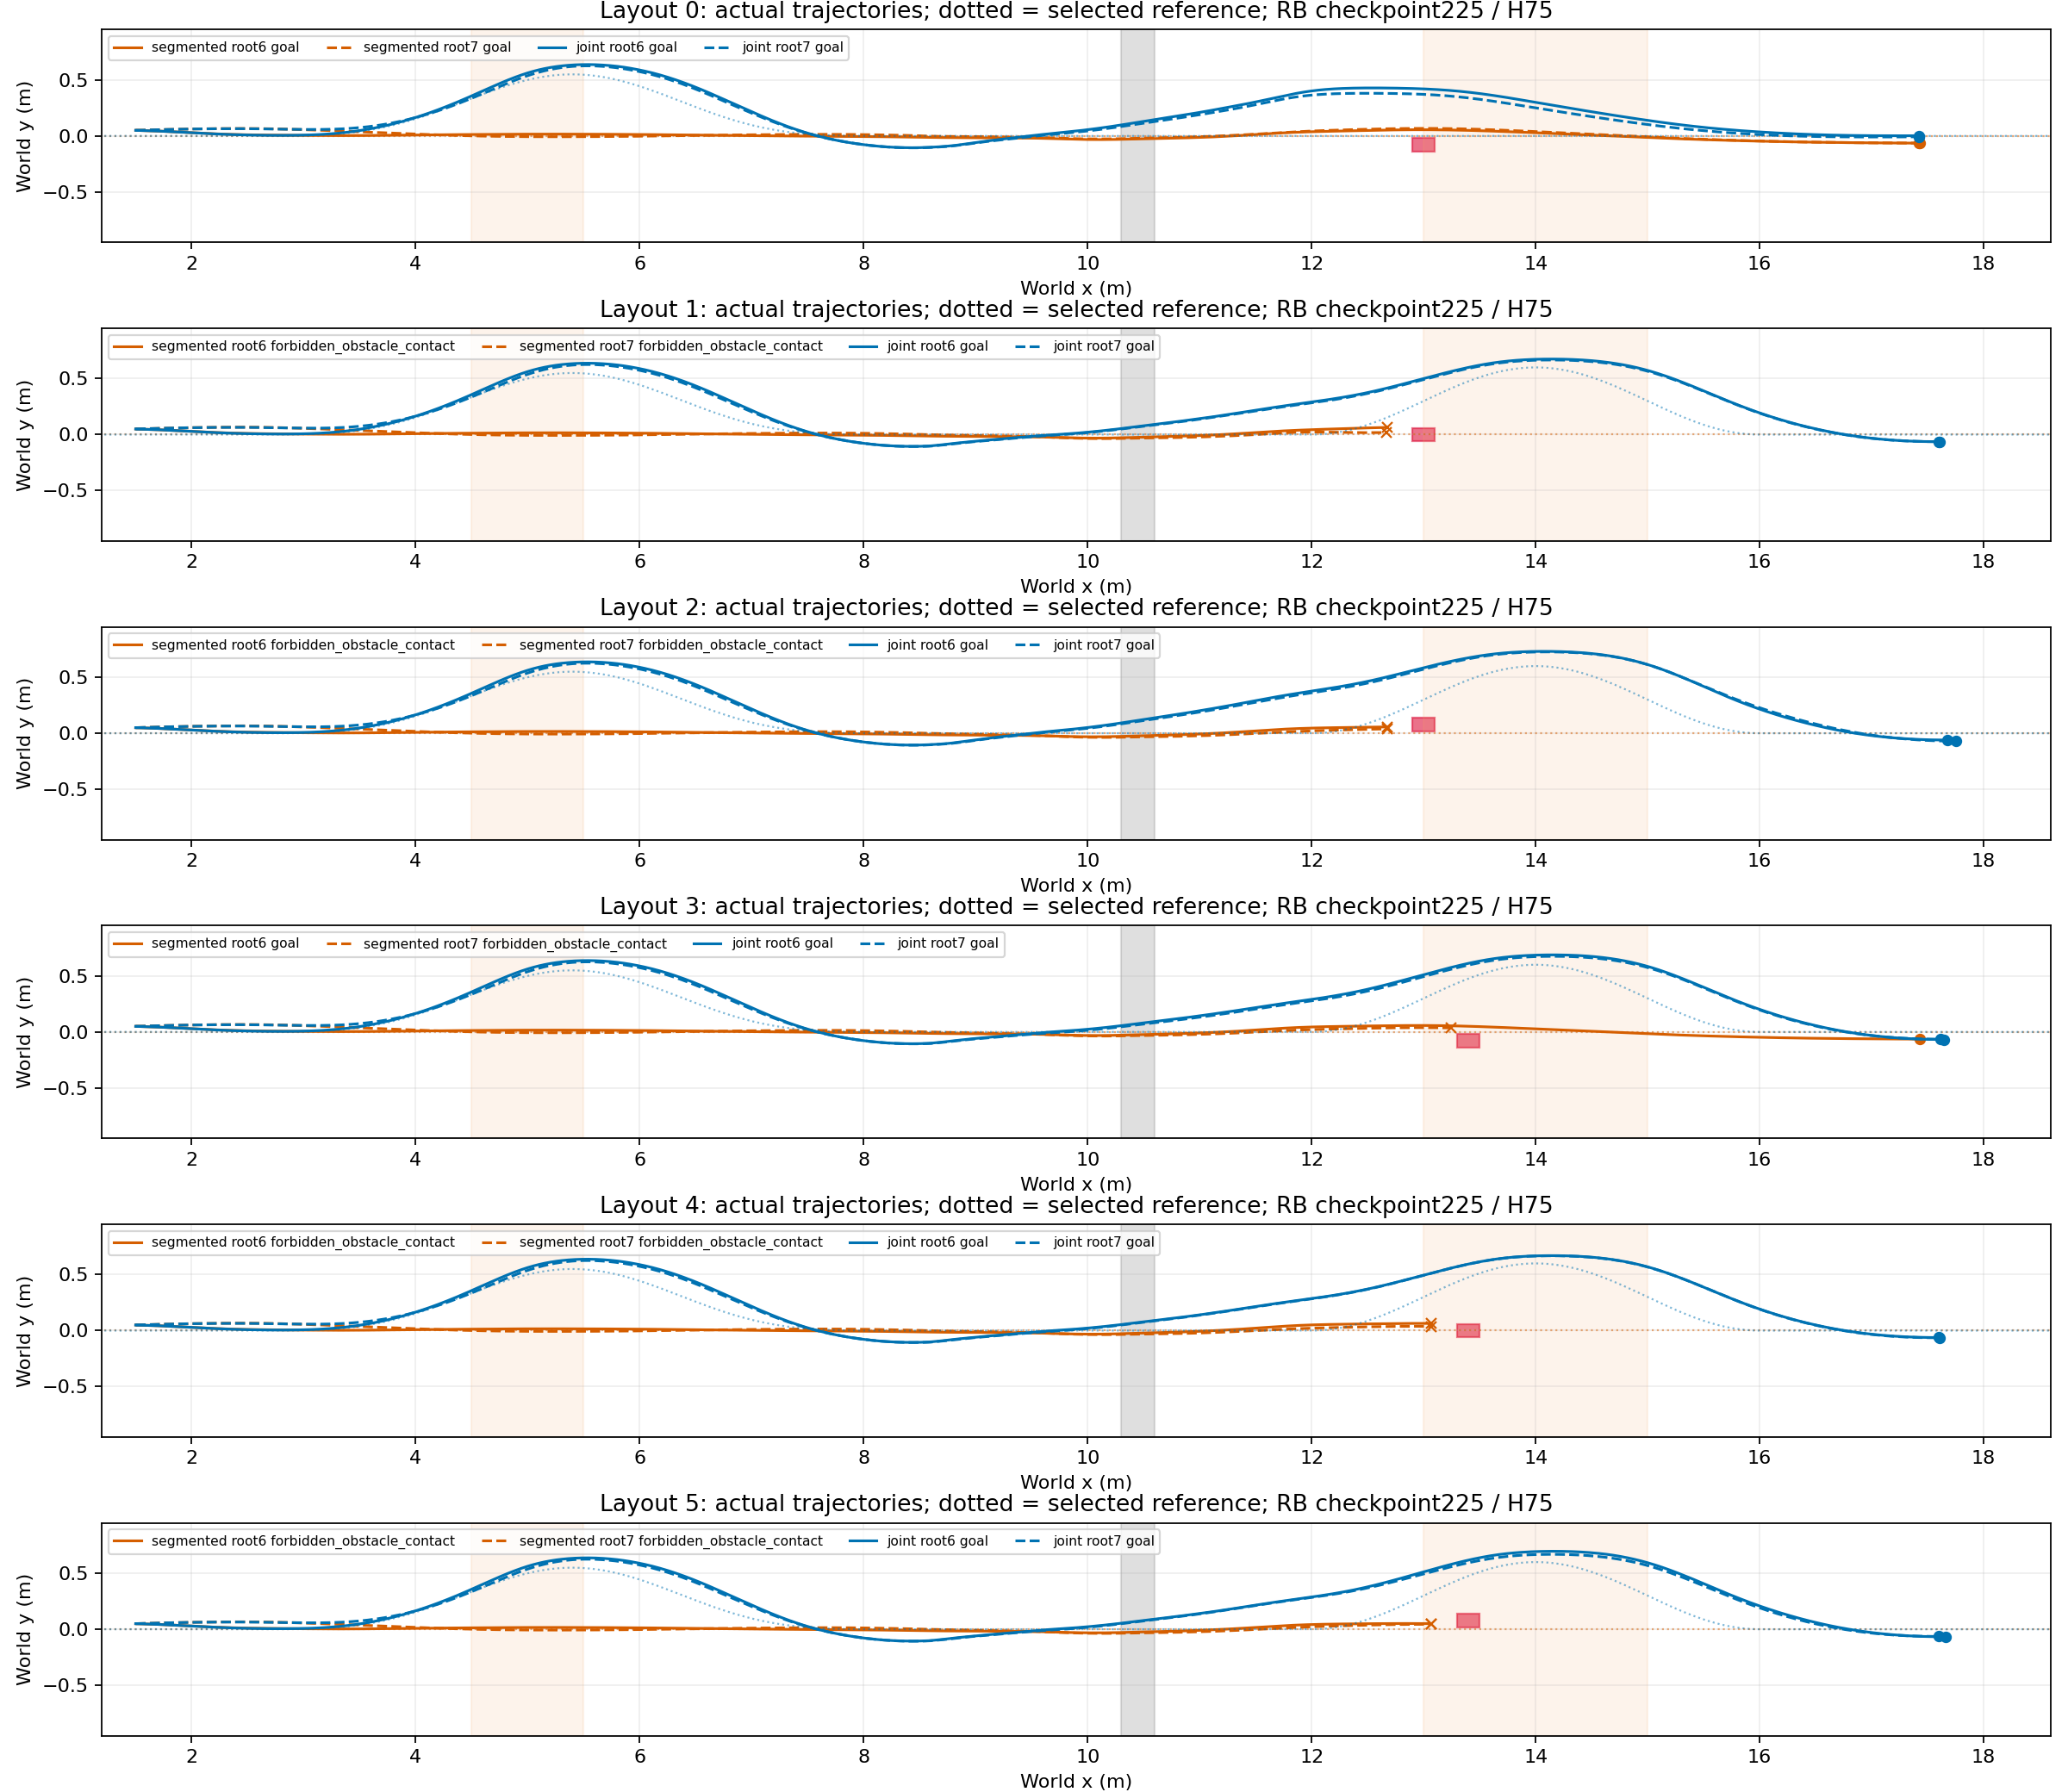 Layout 0: actual trajectories; dotted = selected reference; RB checkpoint225 / H75
segmented root6 goal segmented root7 goal joint root6 goal joint root7 goal
World y (m)
0.5
0.0
−0.5
2 4 6 8 10 12 14 16 18
World x (m)
Layout 1: actual trajectories; dotted = selected reference; RB checkpoint225 / H75
segmented root6 forbidden_obstacle_contact segmented root7 forbidden_obstacle_contact joint root6 goal joint root7 goal
World y (m)
0.5
0.0
−0.5
2 4 6 8 10 12 14 16 18
World x (m)
Layout 2: actual trajectories; dotted = selected reference; RB checkpoint225 / H75
segmented root6 forbidden_obstacle_contact segmented root7 forbidden_obstacle_contact joint root6 goal joint root7 goal
World y (m)
0.5
0.0
−0.5
2 4 6 8 10 12 14 16 18
World x (m)
Layout 3: actual trajectories; dotted = selected reference; RB checkpoint225 / H75
segmented root6 goal segmented root7 forbidden_obstacle_contact joint root6 goal joint root7 goal
World y (m)
0.5
0.0
−0.5
2 4 6 8 10 12 14 16 18
World x (m)
Layout 4: actual trajectories; dotted = selected reference; RB checkpoint225 / H75
segmented root6 forbidden_obstacle_contact segmented root7 forbidden_obstacle_contact joint root6 goal joint root7 goal
World y (m)
0.5
0.0
−0.5
2 4 6 8 10 12 14 16 18
World x (m)
Layout 5: actual trajectories; dotted = selected reference; RB checkpoint225 / H75
segmented root6 forbidden_obstacle_contact segmented root7 forbidden_obstacle_contact joint root6 goal joint root7 goal
World y (m)
0.5
0.0
−0.5
2 4 6 8 10 12 14 16 18
World x (m)